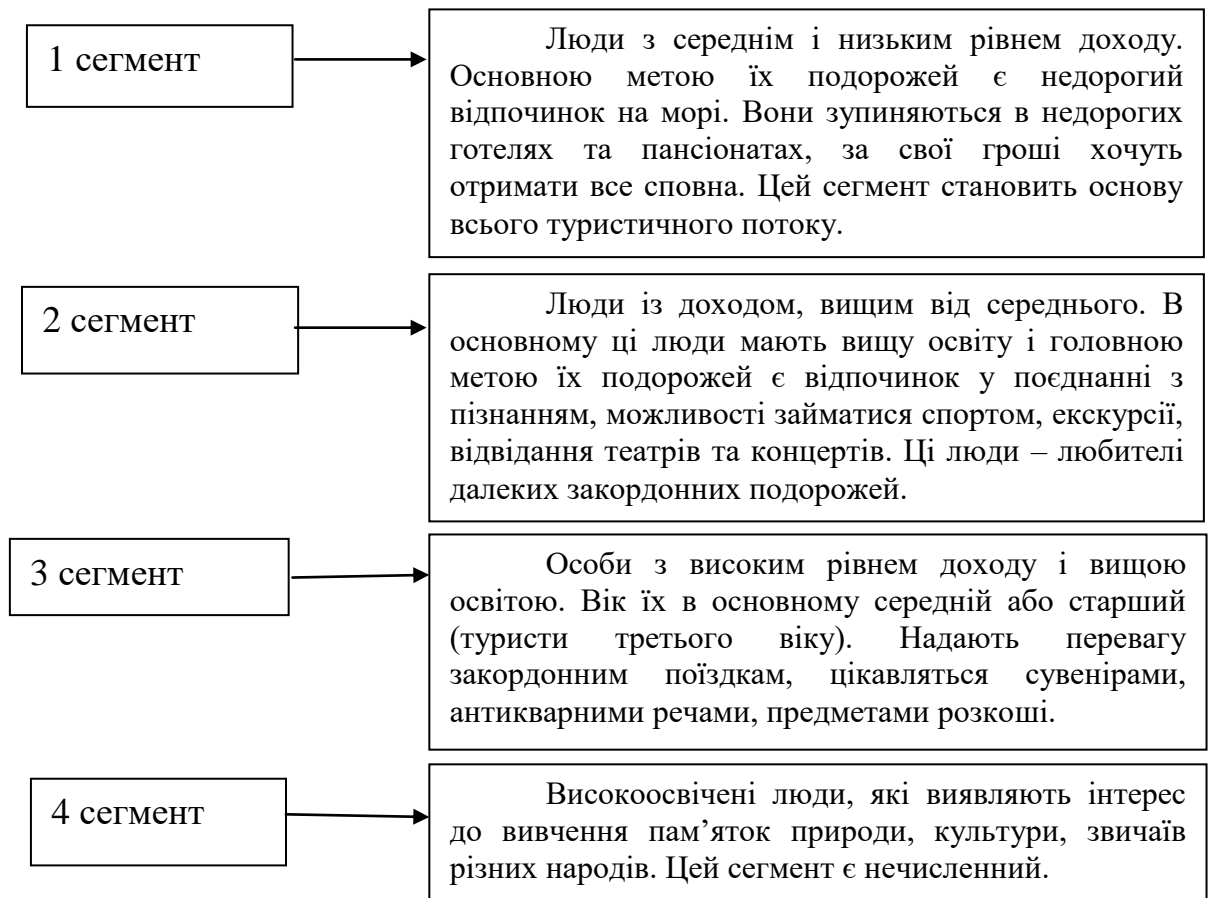 1 сегмент
Люди з середнім і низьким рівнем доходу.
Основною метою їх подорожей є недорогий
відпочинок на морі. Вони зупиняються в недорогих
готелях та пансіонатах, за свої гроші хочуть
отримати все сповна. Цей сегмент становить основу
всього туристичного потоку.
2 сегмент
Люди із доходом, вищим від середнього. В
основному ці люди мають вищу освіту і головною
метою їх подорожей є відпочинок у поєднанні з
пізнанням, можливості займатися спортом, екскурсії,
відвідання театрів та концертів. Ці люди – любителі
далеких закордонних подорожей.
3 сегмент
Особи з високим рівнем доходу і вищою
освітою. Вік їх в основному середній або старший
(туристи третього віку). Надають перевагу
закордонним поїздкам, цікавляться сувенірами,
антикварними речами, предметами розкоші.
4 сегмент
Високоосвічені люди, які виявляють інтерес
до вивчення пам’яток природи, культури, звичаїв
різних народів. Цей сегмент є нечисленний.